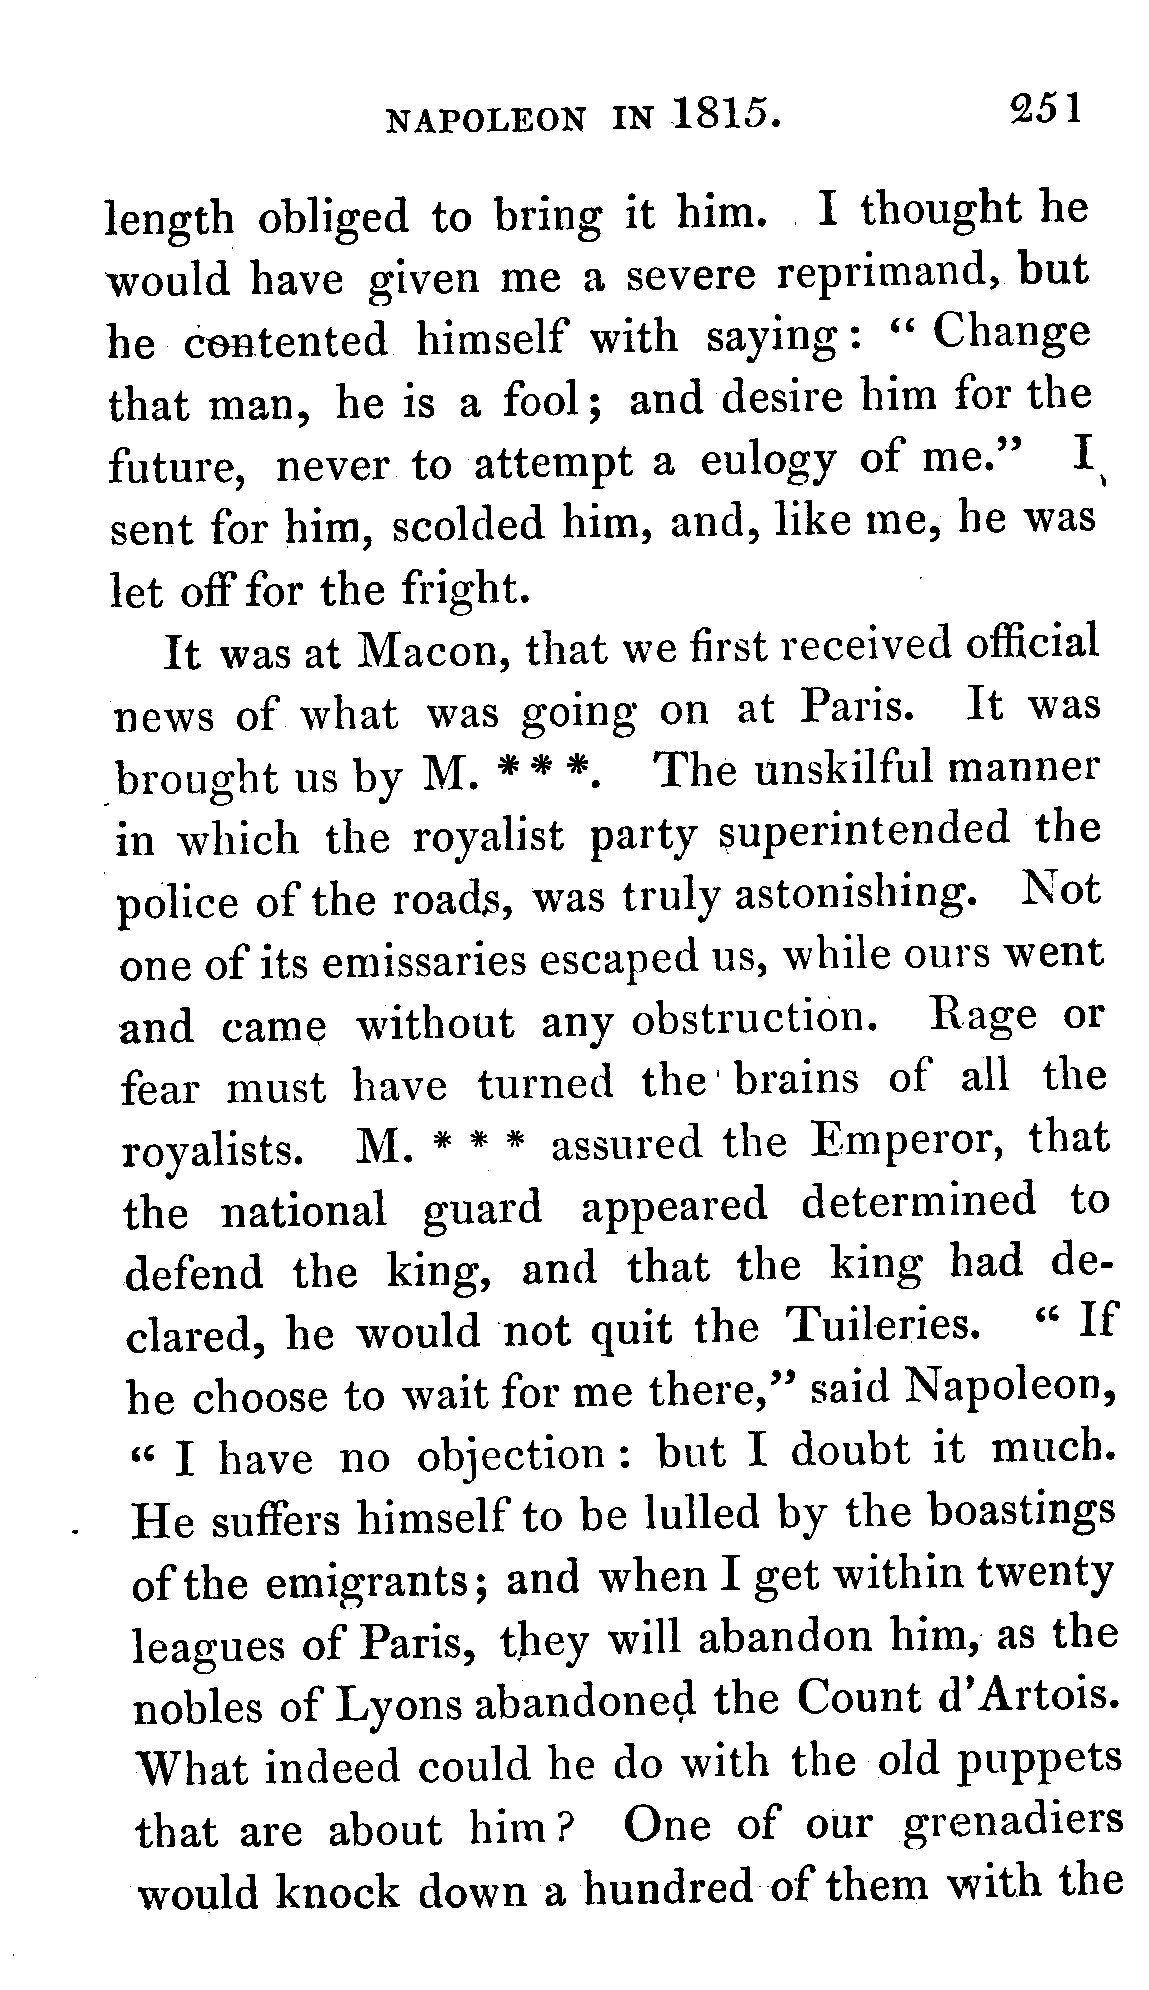 NAPOLEON IN 1815. 251
length obliged to bring it him. I thought he
would have given me a severe reprimand, but
he contented himself with saying: “ Change
that man, he is a fool; and desire him for the
future, never to attempt a eulogy of me.” I
sent for him, scolded him, and, like me, he was
let off for the fright.
It was at Macon, that we first received official
news of what was going on at Paris. It was
brought us by M. * * *. The unskilful manner
in which the royalist party superintended the
police of the roads, was truly astonishing. Not
one of its emissaries escaped us, while ours went
and came without any obstruction. Rage or
fear must have turned the brains of all the
royalists. M. * * * assured the Emperor, that
the national guard appeared determined to
defend the king, and that the king had de-
clared, he would not quit the Tuileries. “ If
he choose to wait for me there,” said Napoleon,
“ I have no objection: but I doubt it much.
He suffers himself to be lulled by the boastings
of the emigrants; and when I get within twenty
leagues of Paris, they will abandon him, as the
nobles of Lyons abandoned the Count d’Artois.
What indeed could he do with the old puppets
that are about him? One of our grenadiers
would knock down a hundred of them with the